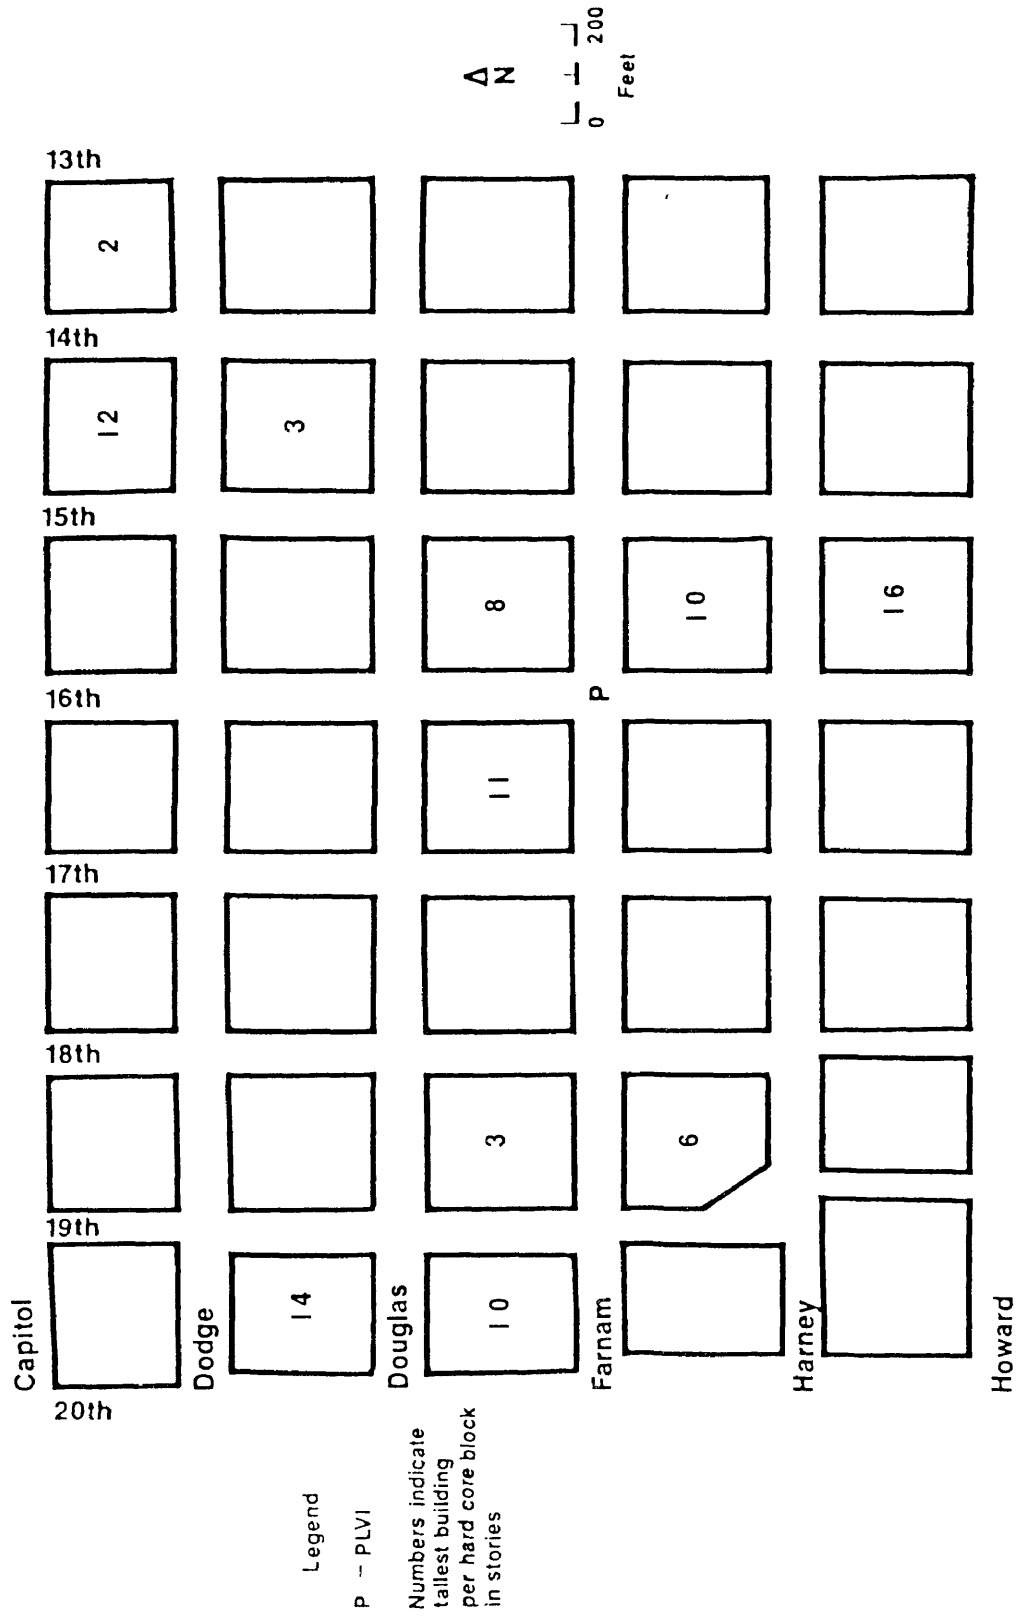 13th
14th
15th
16th
17th
18th
19th
20th
Capitol
Dodge
Douglas
Farnam
Harney
Howard
2
12
3
8
10
16
P
11
3
6
14
10
N
0 200
Feet
Legend
P – PLVI
Numbers indicate
tallest building
per hard core block
in stories